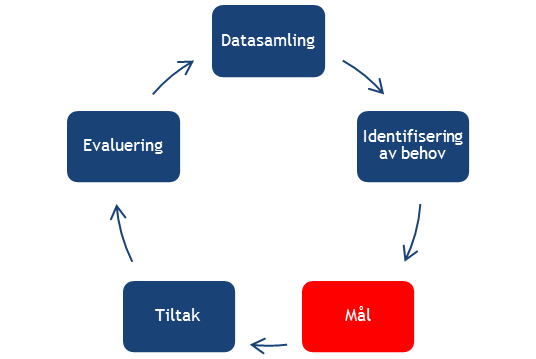 Datasamling
Identifisering
av behov
Mål
Tiltak
Evaluering